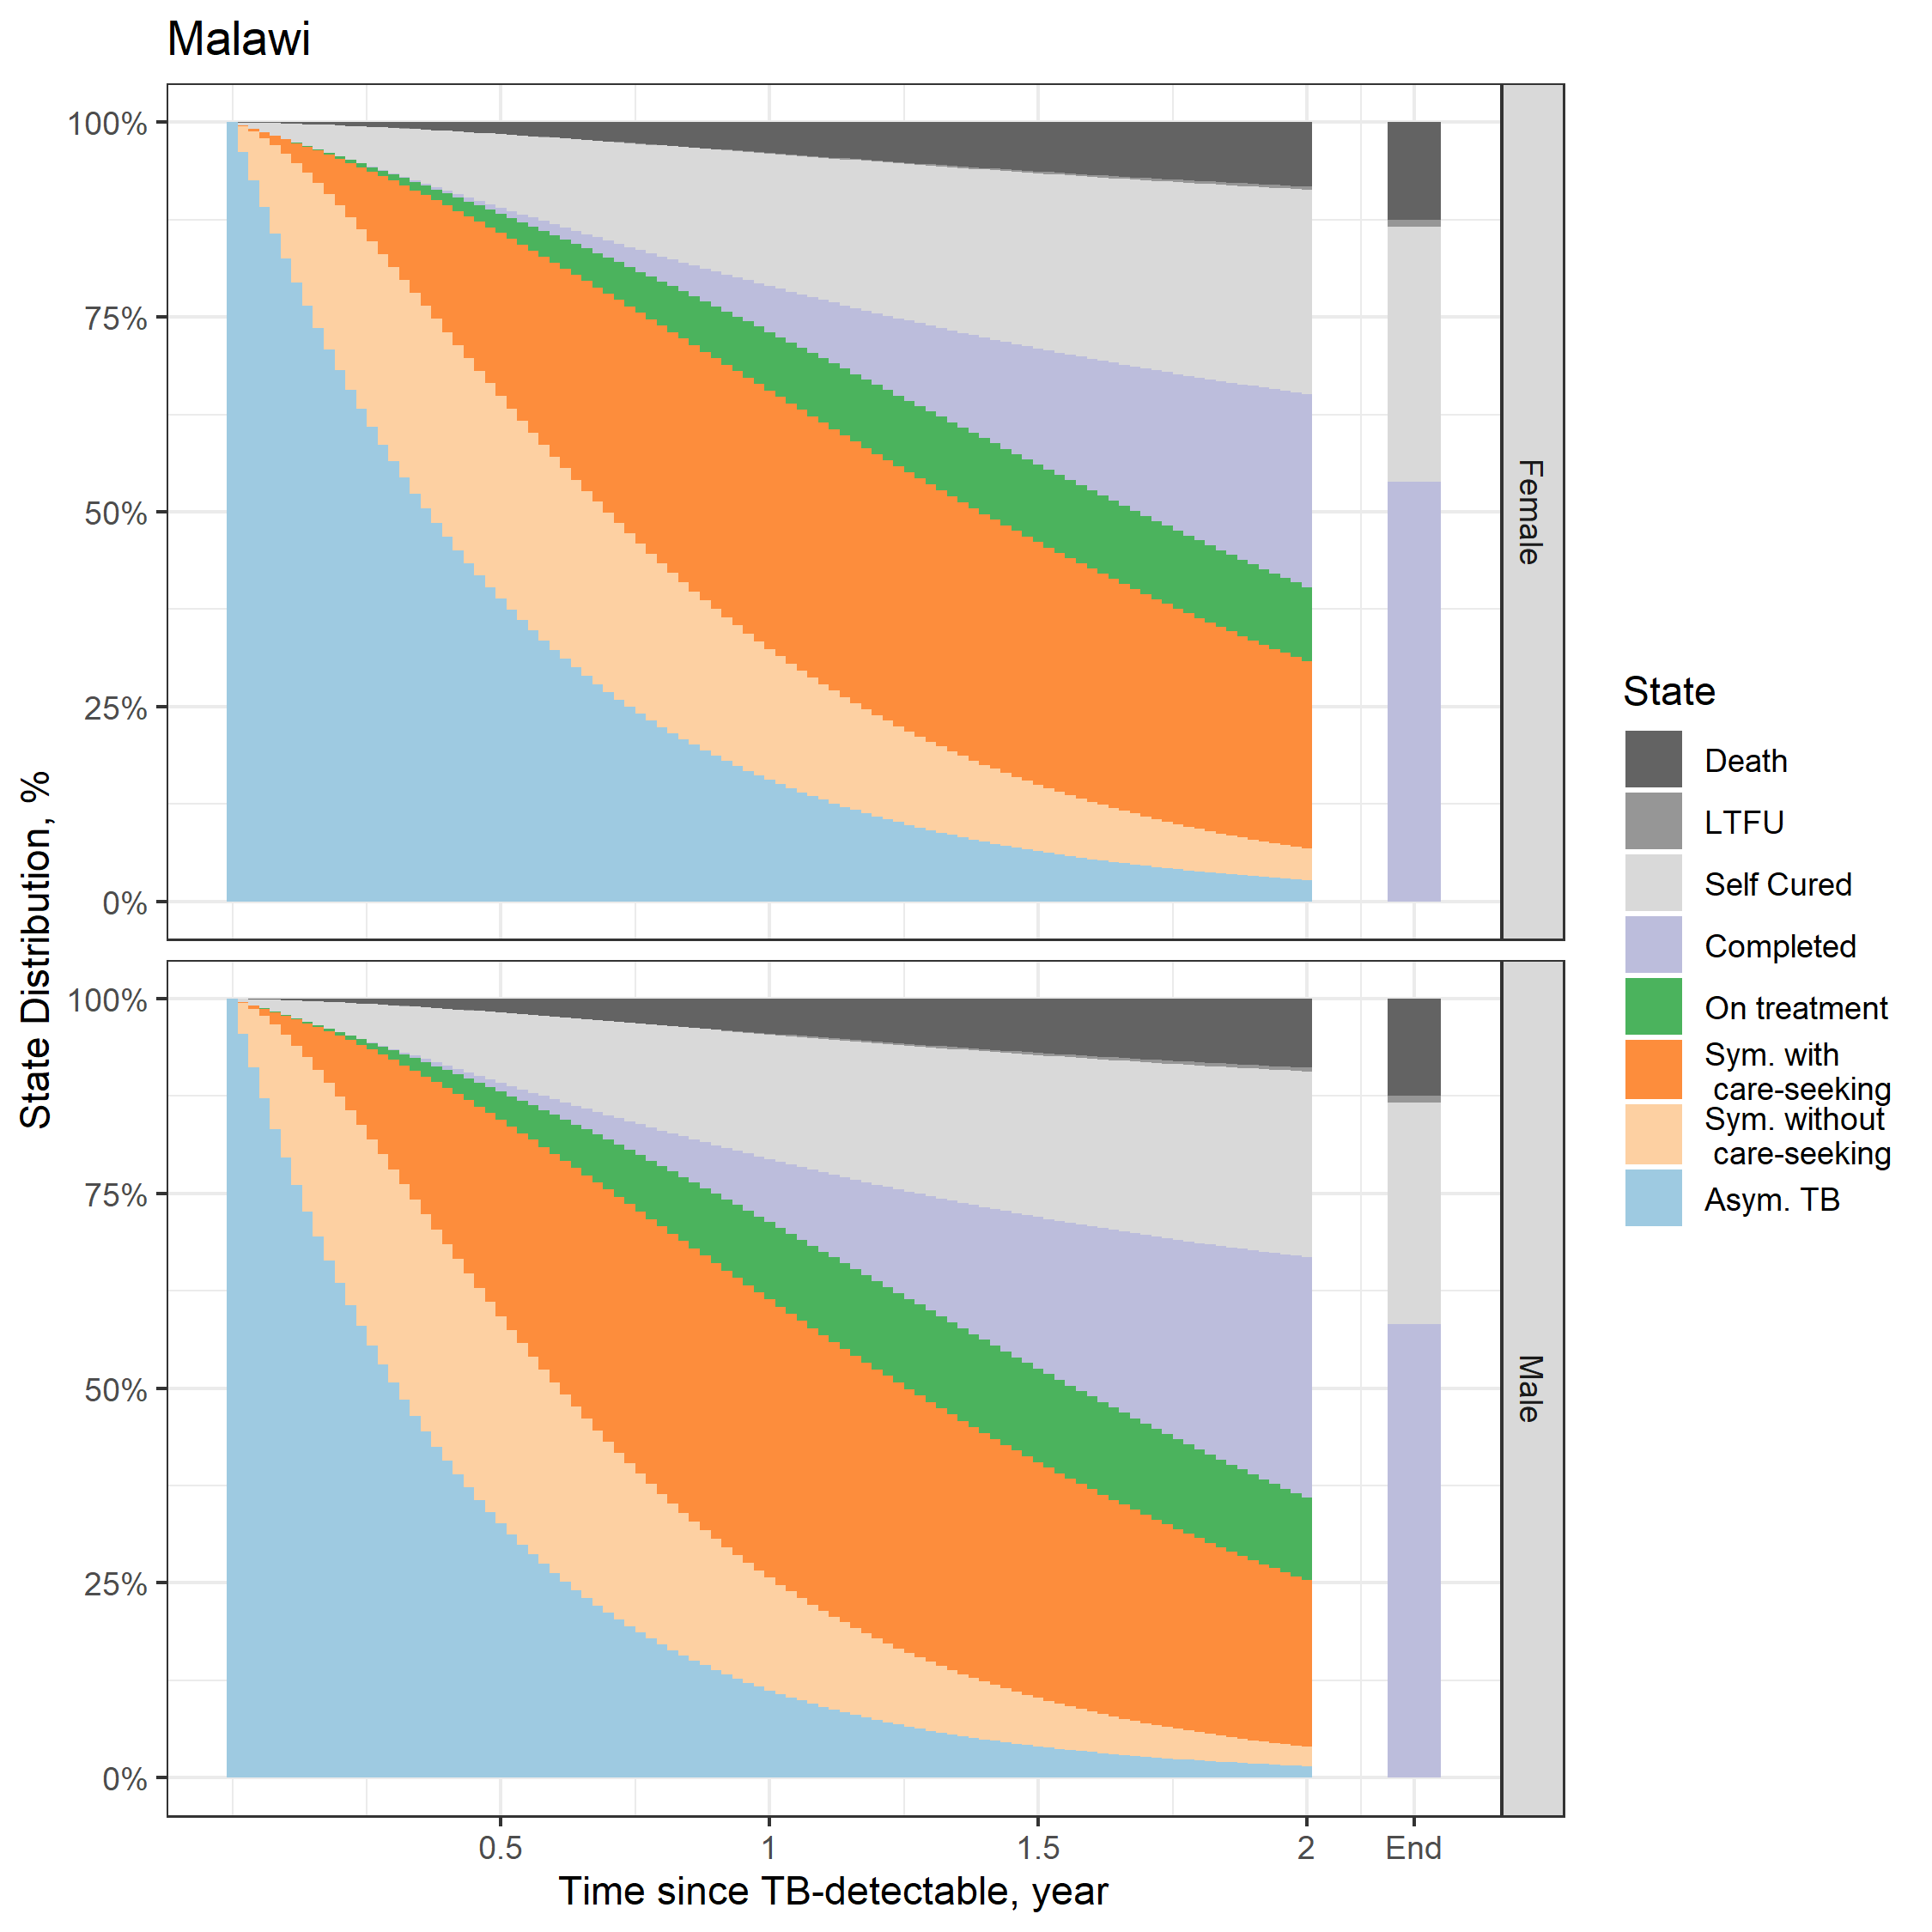 Malawi
State Distribution, %
100%
75%
50%
25%
0%
Female
100%
75%
50%
25%
0%
Male
0.5
1
1.5
2
End
Time since TB-detectable, year
State
Death
LTFU
Self Cured
Completed
On treatment
Sym. with
care-seeking
Sym. without
care-seeking
Asym. TB